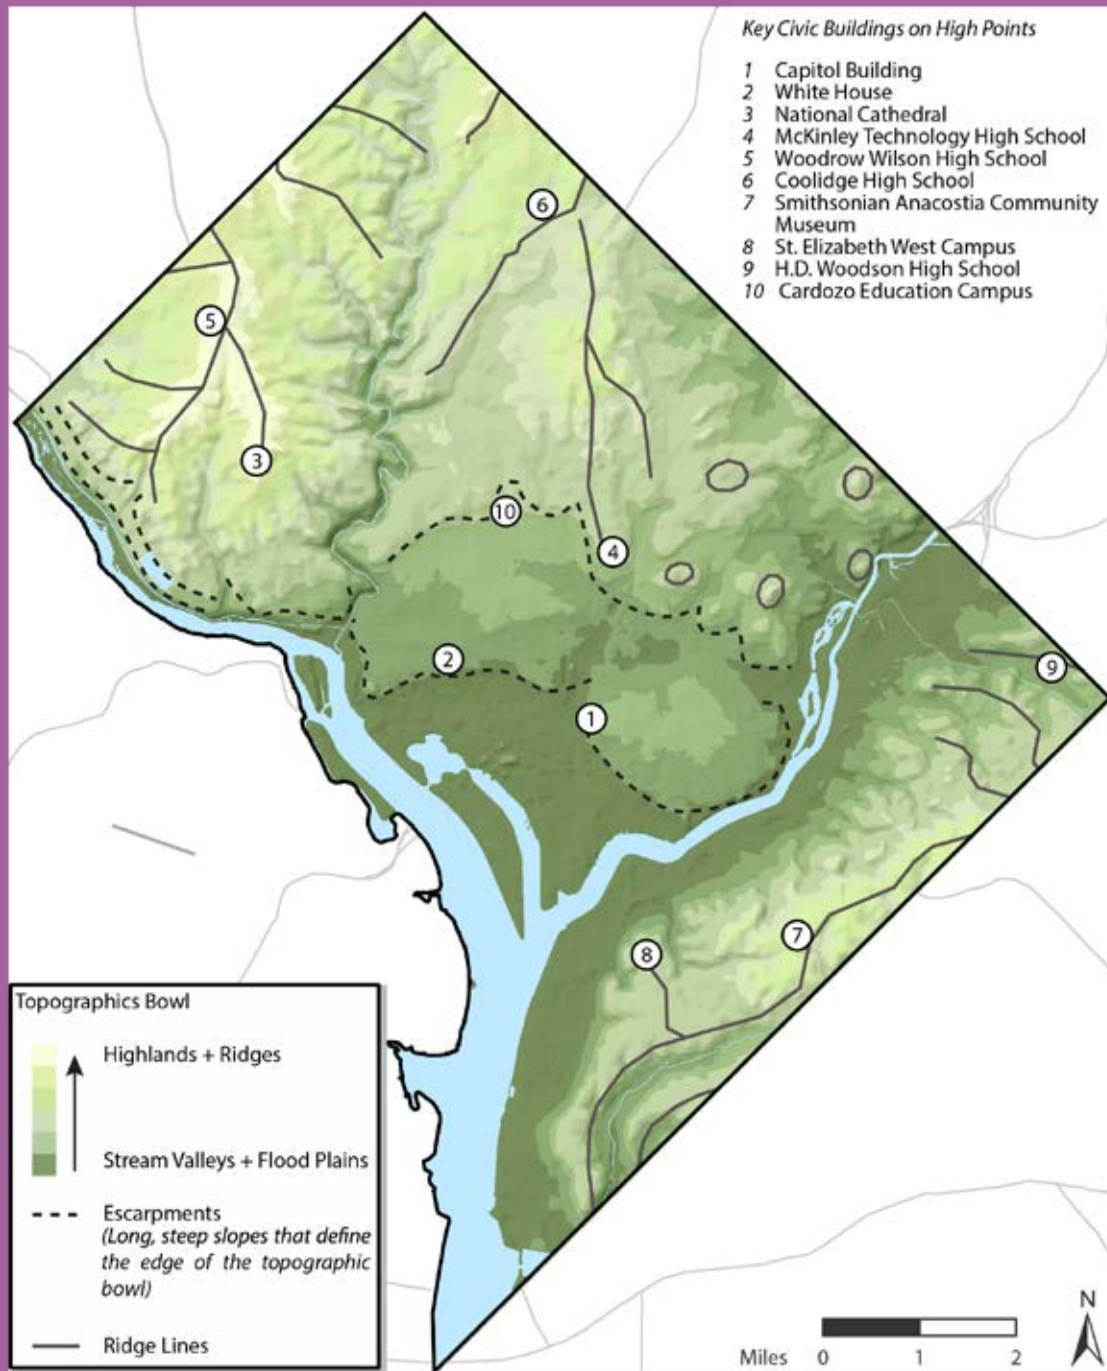 Key Civic Buildings on High Points
1 Capitol Building
2 White House
3 National Cathedral
4 McKinley Technology High School
5 Woodrow Wilson High School
6 Coolidge High School
7 Smithsonian Anacostia Community
Museum
8 St. Elizabeth West Campus
9 H.D. Woodson High School
10 Cardozo Education Campus
6
5
3
10
4
2
9
1
7
8
Topographics Bowl
Highlands + Ridges
Stream Valleys + Flood Plains
Escarpments
(Long, steep slopes that define
the edge of the topographic
bowl)
Ridge Lines
N
Miles 0 1 2